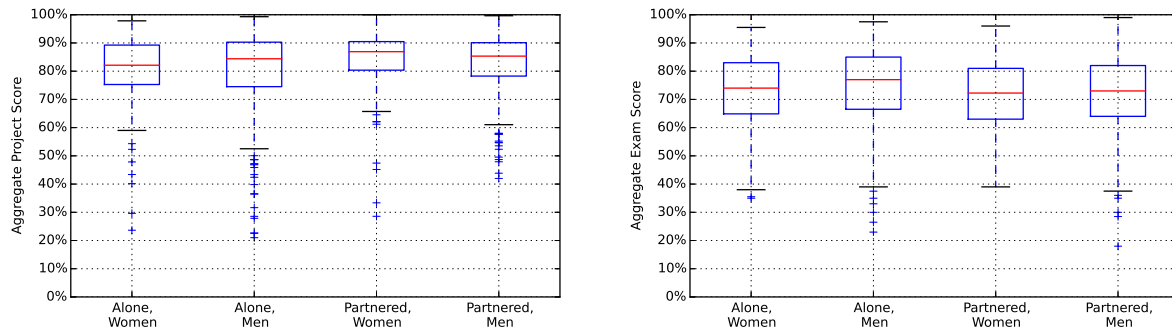 100%
90%
80%
70%
60%
50%
40%
30%
20%
10%
0%
Aggregate Project Score
Alone,
Women
Alone,
Men
Partnered,
Women
Partnered,
Men
100%
90%
80%
70%
60%
50%
40%
30%
20%
10%
0%
Aggregate Exam Score
Alone,
Women
Alone,
Men
Partnered,
Women
Partnered,
Men